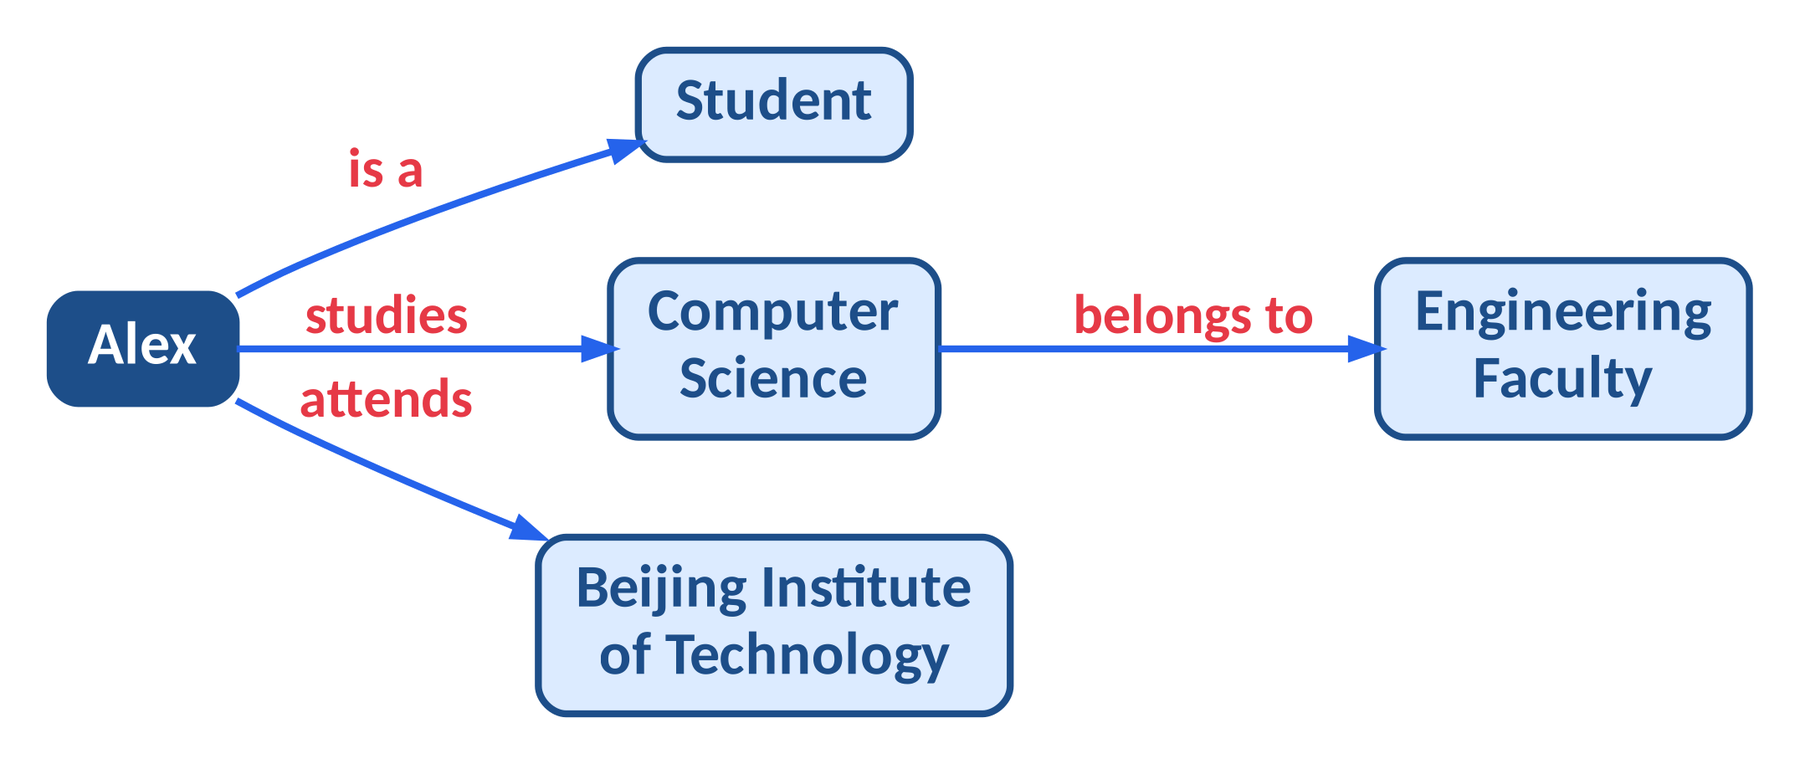 Student
is a
Alex
studies
Computer
Science
belongs to
Engineering
Faculty
attends
Beijing Institute
of Technology